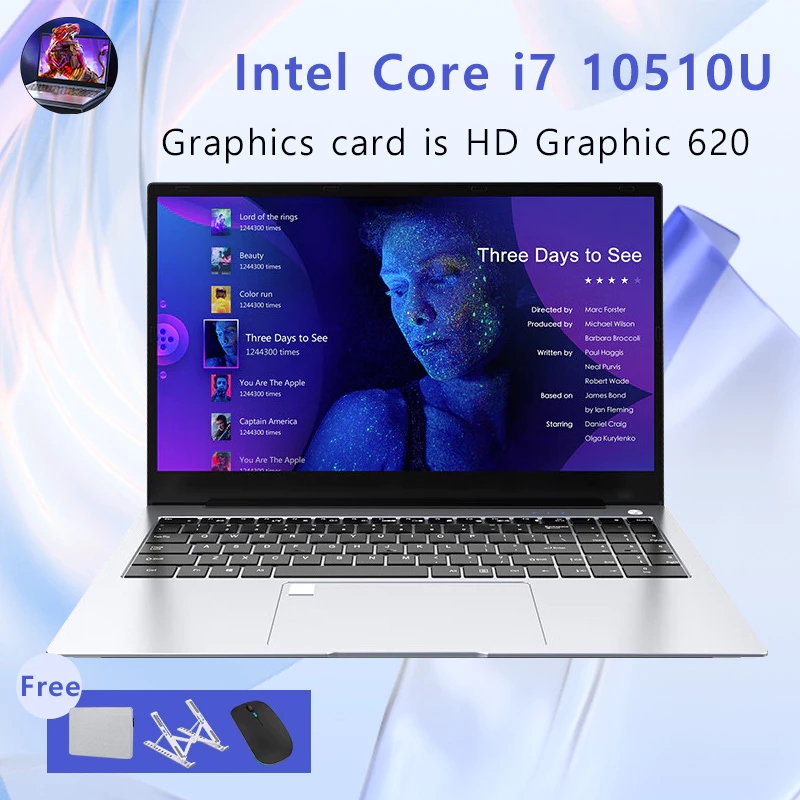 Intel Core i7 10510U
Graphics card is HD Graphic 620
Lord of the rings
1244300 times
Beauty
1244300 times
Color run
1244300 times
Three Days to See
1244300 times
You Are The Apple
1244300 times
Captain America
1244300 times
You Are The Apple
Three Days to See
Directed by Marc Forster
Produced by Michael Wilson
Barbara Broccoli
Written by Paul Haggis
Neal Purvis
Robert Wade
Based on James Bond
by Ian Fleming
Starring Daniel Craig
Olga Kurylenko
Free